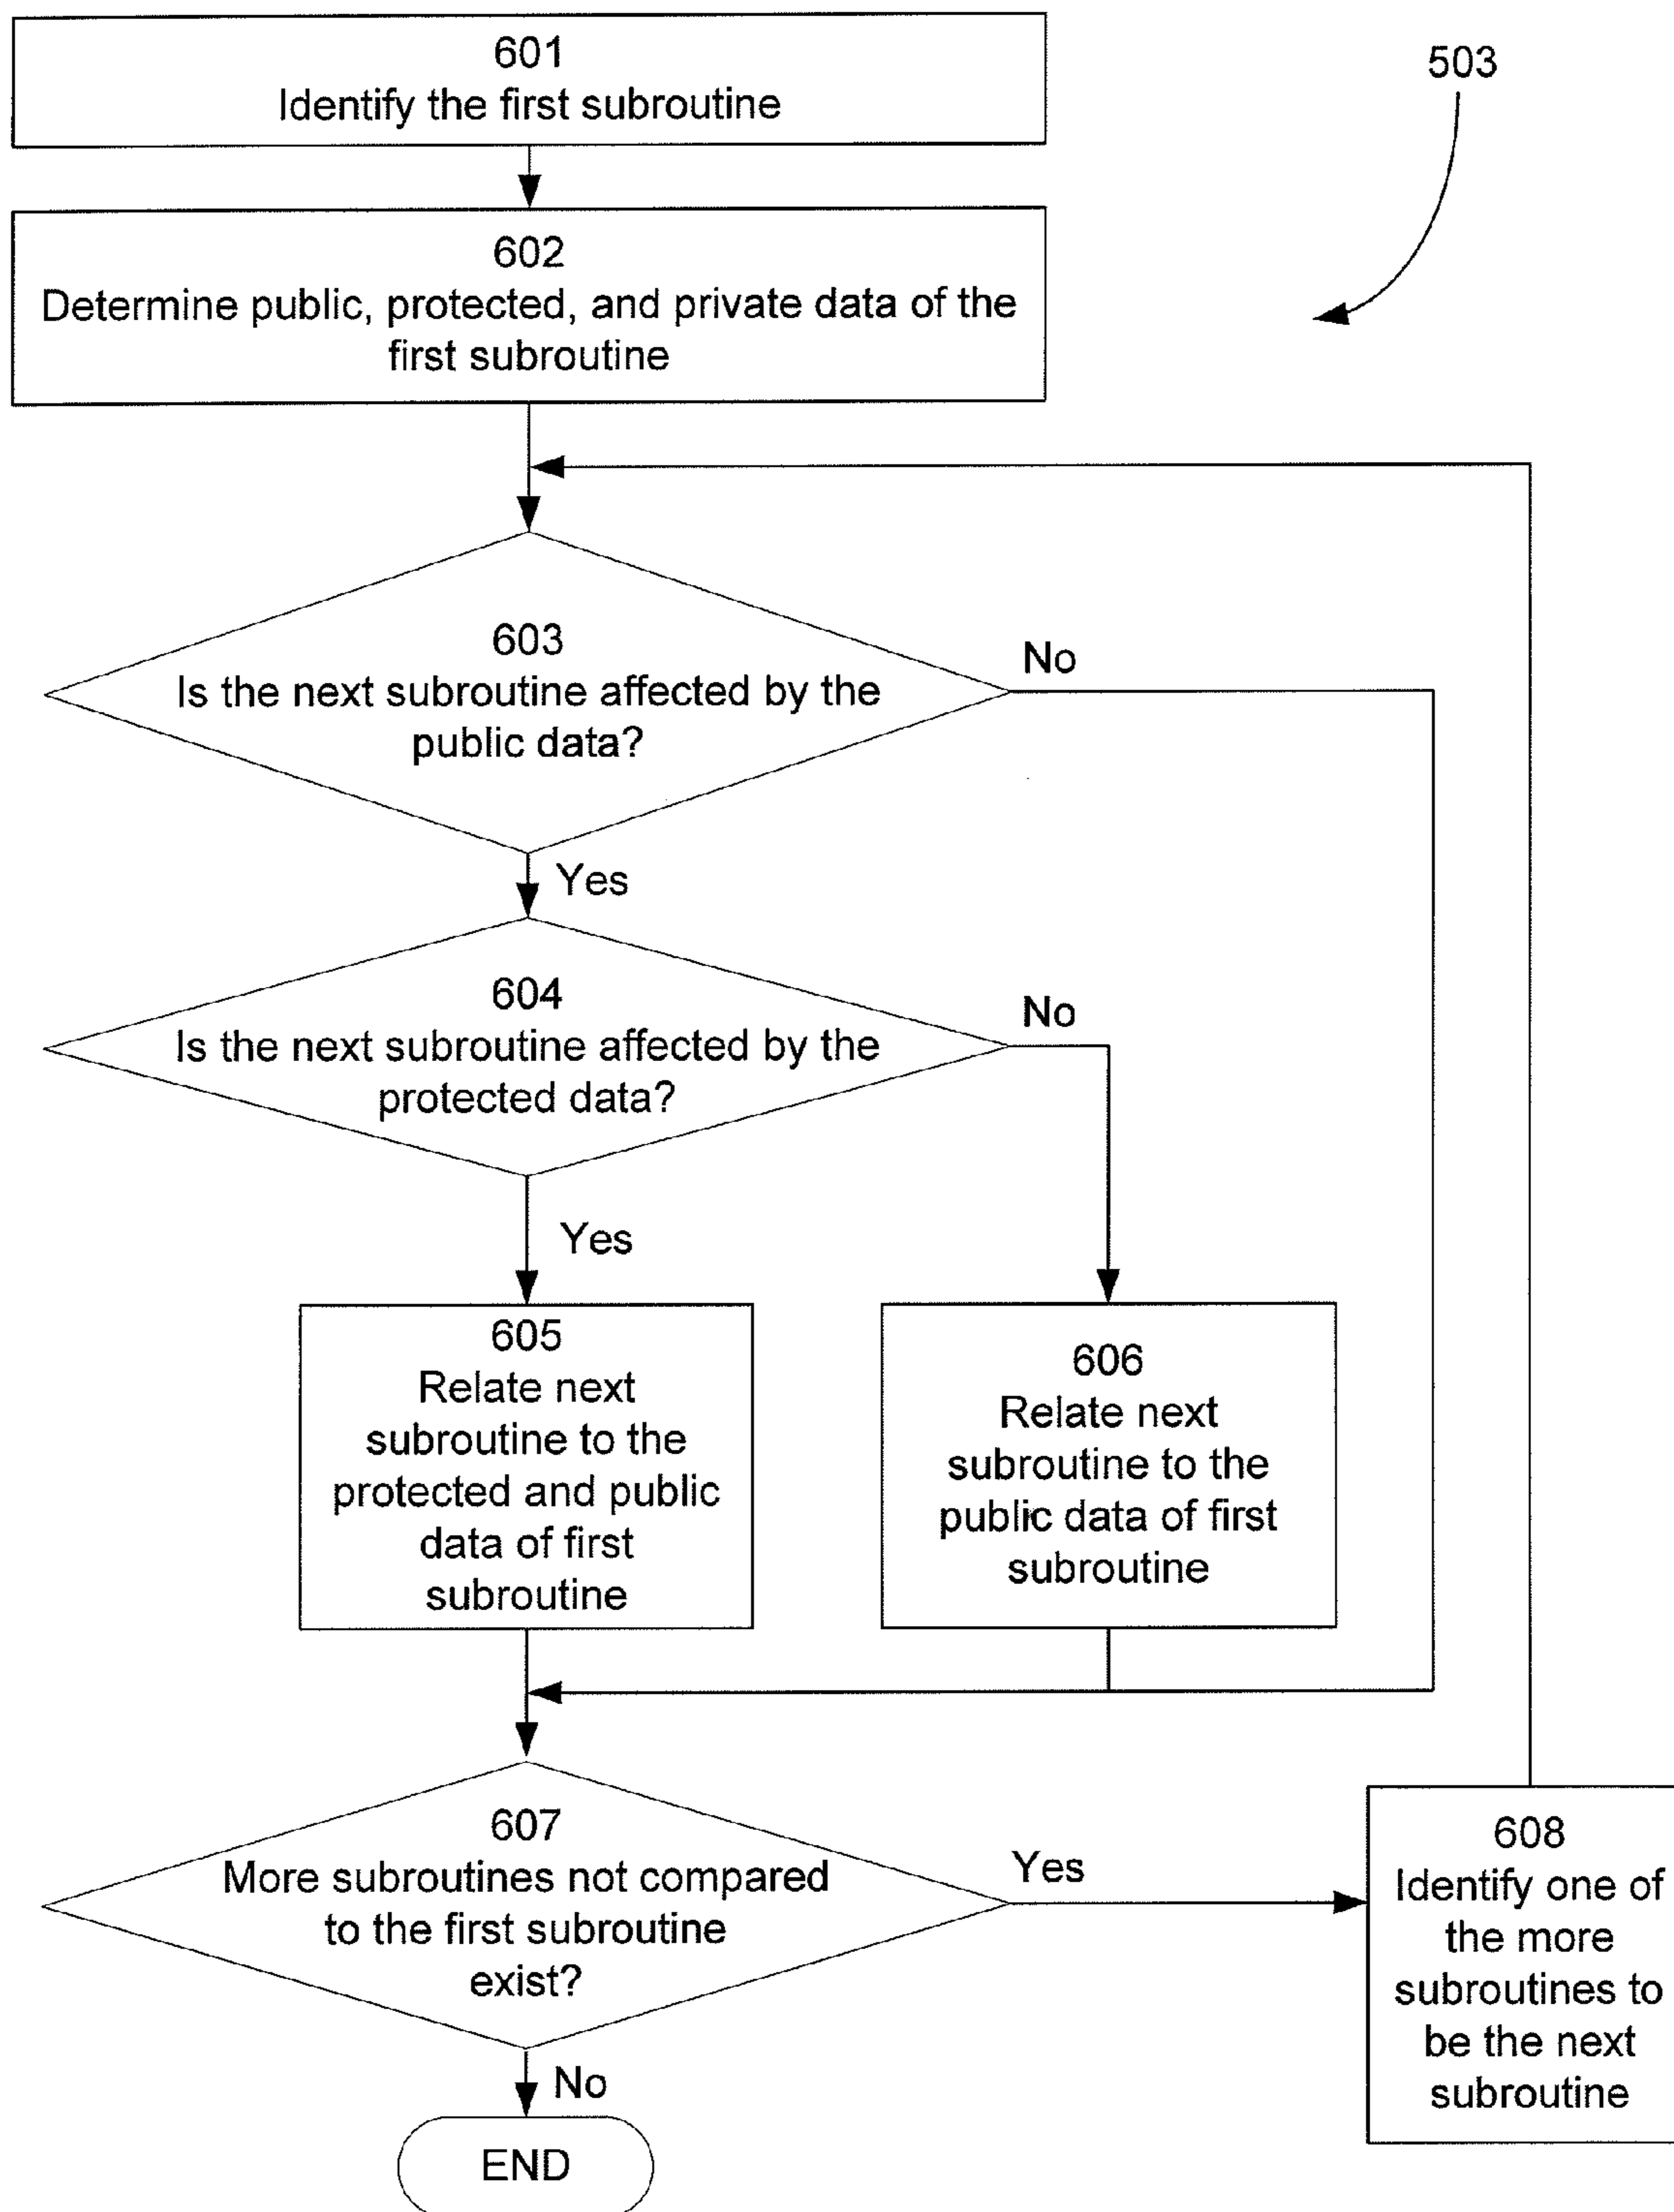 601
Identify the first subroutine
503
602
Determine public, protected, and private data of the
first subroutine
603
Is the next subroutine affected by the
public data?
No
Yes
604
Is the next subroutine affected by the
protected data?
No
Yes
605
Relate next
subroutine to the
protected and public
data of first
subroutine
606
Relate next
subroutine to the
public data of first
subroutine
607
More subroutines not compared
to the first subroutine
exist?
Yes
608
Identify one of
the more
subroutines to
be the next
subroutine
No
END